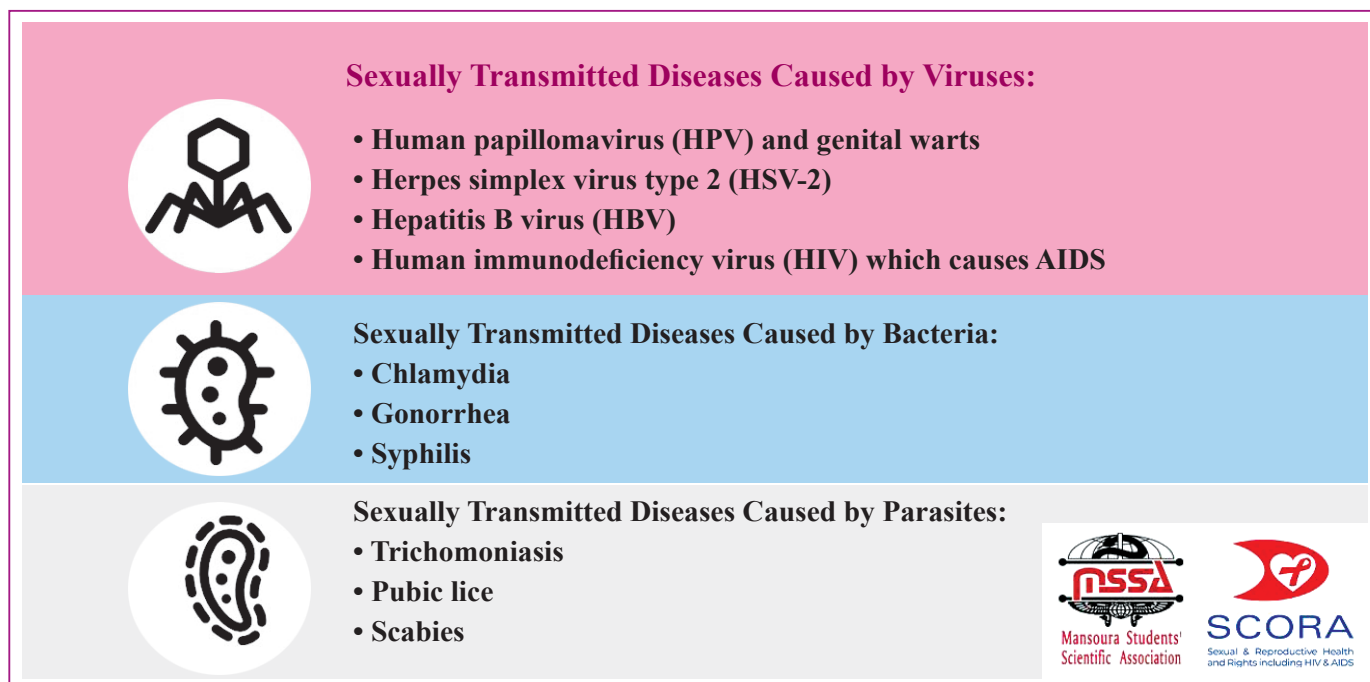 Sexually Transmitted Diseases Caused by Viruses:
• Human papillomavirus (HPV) and genital warts
• Herpes simplex virus type 2 (HSV-2)
• Hepatitis B virus (HBV)
• Human immunodeficiency virus (HIV) which causes AIDS
Sexually Transmitted Diseases Caused by Bacteria:
• Chlamydia
• Gonorrhea
• Syphilis
Sexually Transmitted Diseases Caused by Parasites:
• Trichomoniasis
• Pubic lice
• Scabies
MSSA
Mansoura Students'
Scientific Association
SCORA
Sexual & Reproductive Health
and Rights including HIV & AIDS